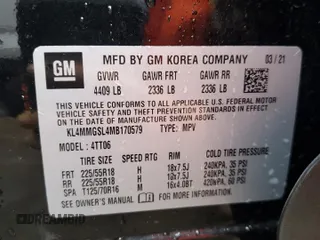 GM
MFD BY GM KOREA COMPANY 03/21
GVWR GAWR FRT GAWR RR
4409 LB 2336 LB 2336 LB
THIS VEHICLE CONFORMS TO ALL APPLICABLE U.S. FEDERAL MOTOR
VEHICLE SAFETY AND THEFT PREVENTION STANDARDS IN EFFECT ON
THE DATE OF MANUFACTURE SHOWN ABOVE.
KL4MMGSL4MB170579 TYPE: MPV
MODEL: 4TT06
TIRE SIZE SPEED RTG RIM COLD TIRE PRESSURE
FRT 225/55R18 H 18x7.5J 240KPA, 35 PSI
RR 225/55R18 H 18x7.5J 240KPA, 35 PSI
SPA T125/70R16 M 16x4.0BT 420KPA, 60 PSI
SEE OWNER'S MANUAL FOR ADDITIONAL INFORMATION.